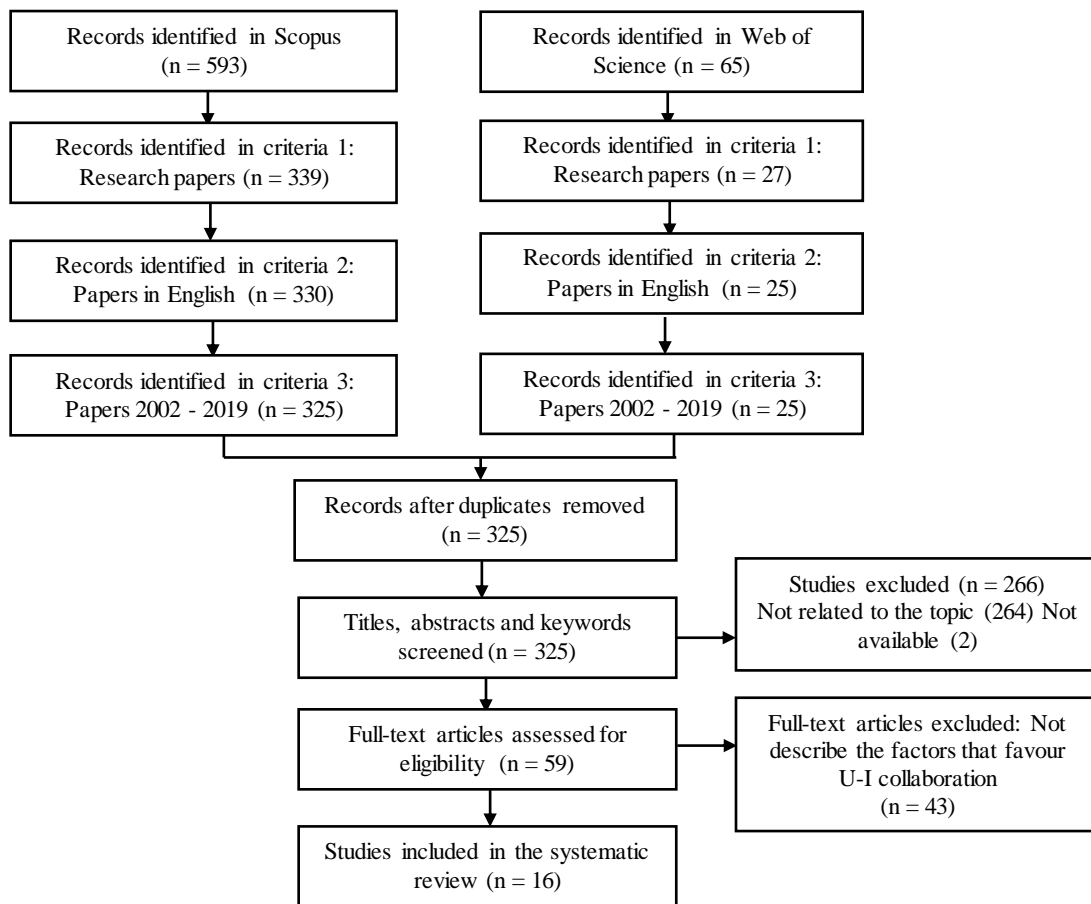 Records identified in Scopus
(n = 593)
Records identified in Web of
Science (n = 65)
Records identified in criteria 1:
Research papers (n = 339)
Records identified in criteria 1:
Research papers (n = 27)
Records identified in criteria 2:
Papers in English (n = 330)
Records identified in criteria 2:
Papers in English (n = 25)
Records identified in criteria 3:
Papers 2002 - 2019 (n = 325)
Records identified in criteria 3:
Papers 2002 - 2019 (n = 25)
Records after duplicates removed
(n = 325)
Titles, abstracts and keywords
screened (n = 325)
Studies excluded (n = 266)
Not related to the topic (264) Not
available (2)
Full-text articles assessed for
eligibility (n = 59)
Full-text articles excluded: Not
describe the factors that favour
U-I collaboration
(n = 43)
Studies included in the systematic
review (n = 16)